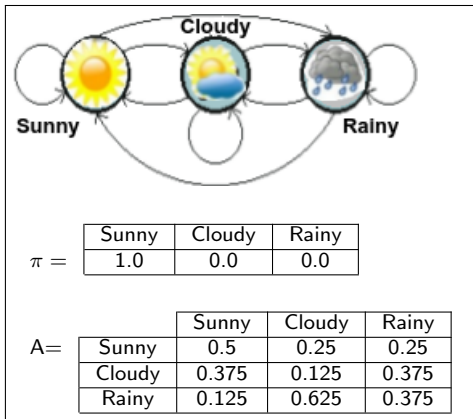 Cloudy
Sunny
Rainy
Sunny Cloudy Rainy
π = 1.0 0.0 0.0
Sunny Cloudy Rainy
A= Sunny 0.5 0.25 0.25
Cloudy 0.375 0.125 0.375
Rainy 0.125 0.625 0.375